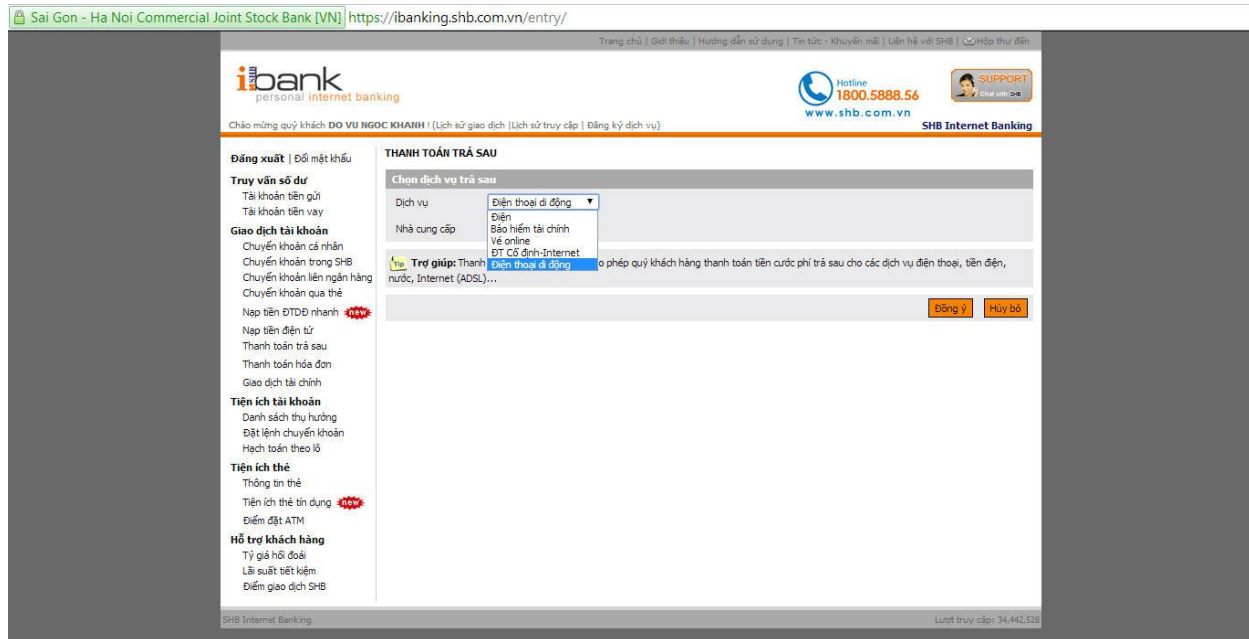 Sai Gon - Ha Noi Commercial Joint Stock Bank [VN] https://ibanking.shb.com.vn/entry/
Trang chủ | Giới thiệu | Hướng dẫn sử dụng | Tin tức - Khuyến mãi | Liên hệ với SHB | Hộp thư đến
ibank
SHB
personal internet banking
Hotline
1800.5888.56
www.shb.com.vn
SUPPORT
Chat with SHB
Chào mừng quý khách DO VU NGOC KHANH ! (Lịch sử giao dịch |Lịch sử truy cập | Đăng ký dịch vụ)
SHB Internet Banking
Đăng xuất | Đổi mật khẩu
Truy vấn số dư
Tài khoản tiền gửi
Tài khoản tiền vay
Giao dịch tài khoản
Chuyển khoản cá nhân
Chuyển khoản trong SHB
Chuyển khoản liên ngân hàng
Chuyển khoản qua thẻ
Nạp tiền ĐTDĐ nhanh new
Nạp tiền điện tử
Thanh toán trả sau
Thanh toán hóa đơn
Giao dịch tài chính
Tiện ích tài khoản
Danh sách thụ hưởng
Đặt lệnh chuyển khoản
Hạch toán theo lô
Tiện ích thẻ
Thông tin thẻ
Tiện ích thẻ tín dụng new
Điểm đặt ATM
Hỗ trợ khách hàng
Tỷ giá hối đoái
Lãi suất tiết kiệm
Điểm giao dịch SHB
THANH TOÁN TRẢ SAU
Chọn dịch vụ trả sau
Dịch vụ
Điện thoại di động
Nhà cung cấp
Điện
Bảo hiểm tài chính
Vé online
ĐT Cố định-Internet
Điện thoại di động
Tip Trợ giúp: Thanh o phép quý khách hàng thanh toán tiền cước phí trả sau cho các dịch vụ điện thoại, tiền điện,
nước, Internet (ADSL)...
Đồng ý
Hủy bỏ
SHB Internet Banking
Lượt truy cập: 34,442,528